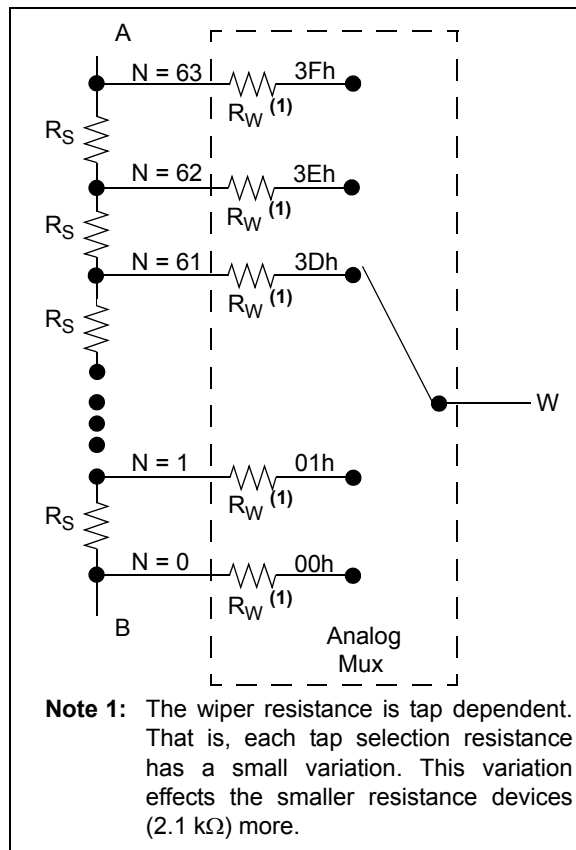 A
N = 63 3Fh
R_W (1)
R_S
N = 62 3Eh
R_W (1)
R_S
N = 61 3Dh
R_W (1)
R_S
W
N = 1 01h
R_W (1)
R_S
N = 0 00h
R_W (1)
B
Analog
Mux
Note 1: The wiper resistance is tap dependent.
That is, each tap selection resistance
has a small variation. This variation
effects the smaller resistance devices
(2.1 kΩ) more.